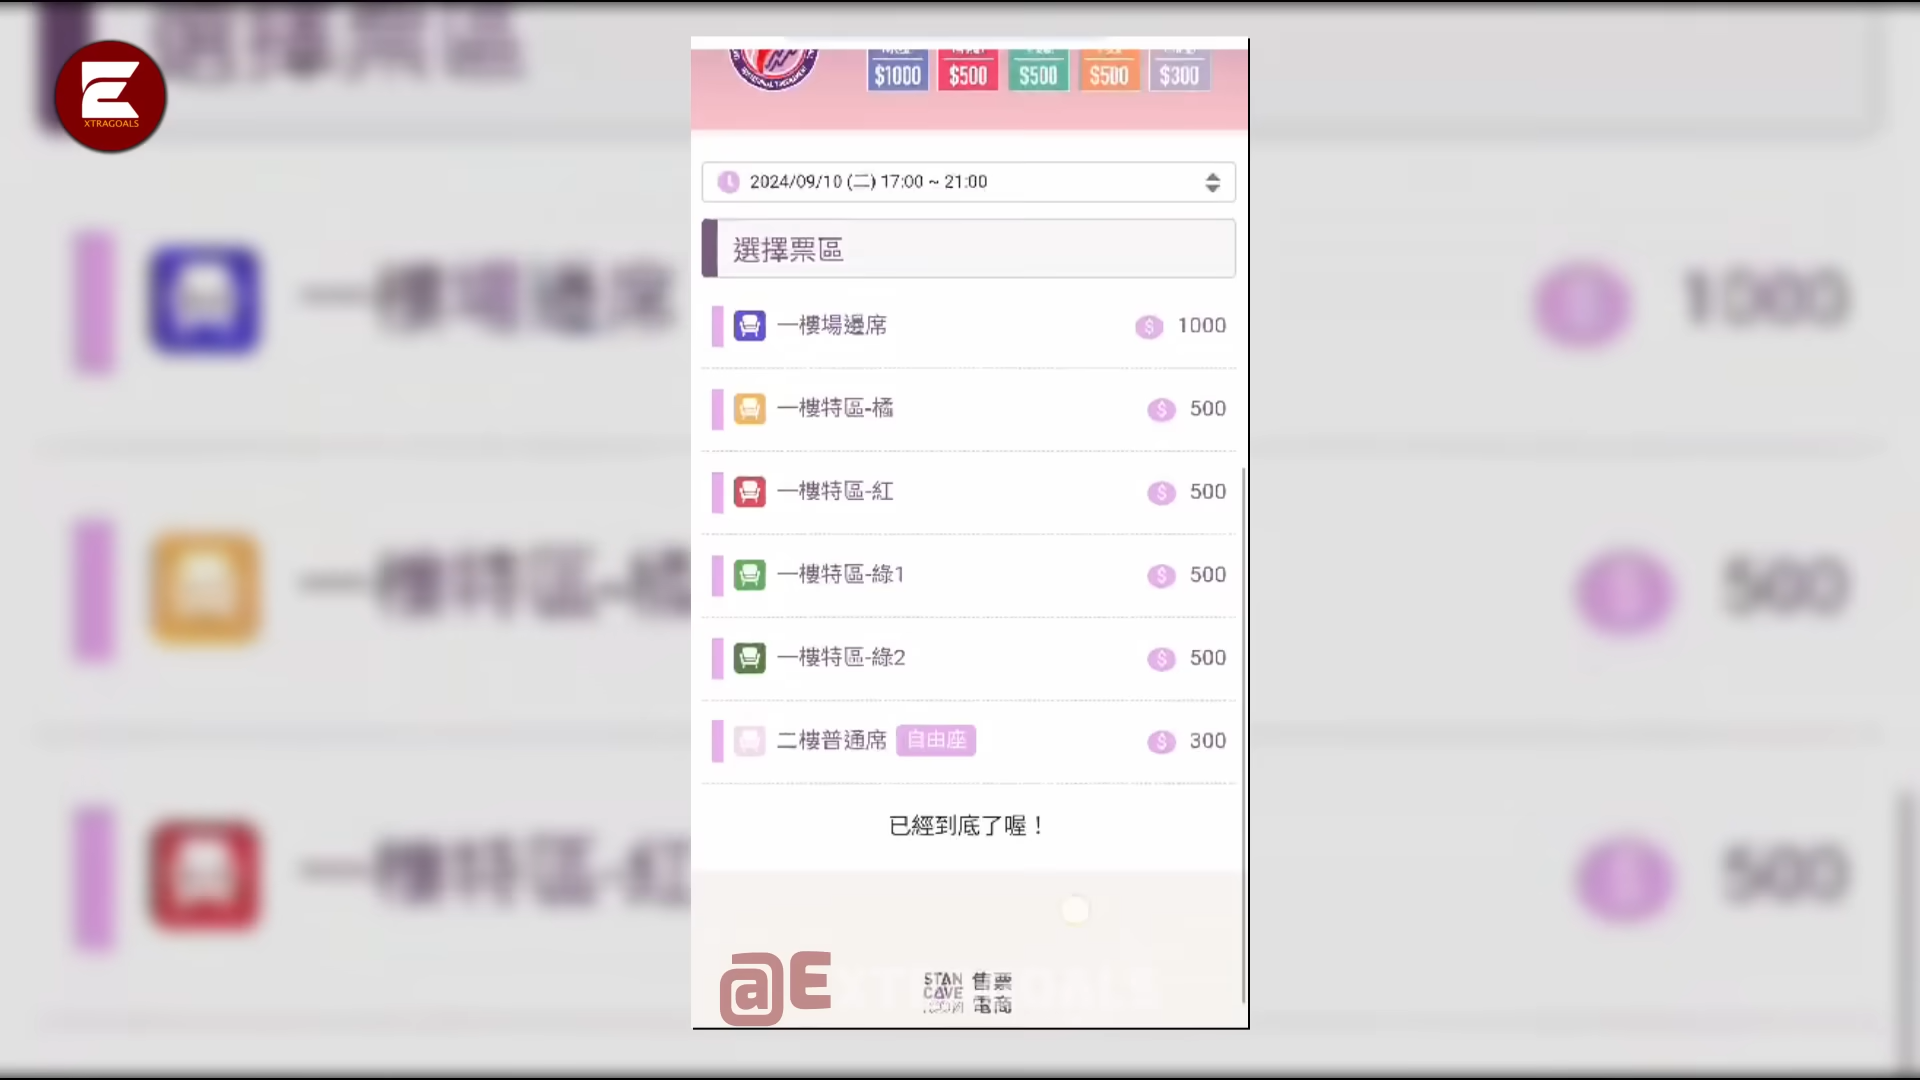 XTRAGOALS
$1000 $500 $500 $500 $300
2024/09/10 (二) 17:00 ~ 21:00
選擇票區
一樓場邊席 $ 1000
一樓特區-橘 $ 500
一樓特區-紅 $ 500
一樓特區-綠1 $ 500
一樓特區-綠2 $ 500
二樓普通席 自由座 $ 300
已經到底了喔！
@E
STAN 售票
CAVE 電商